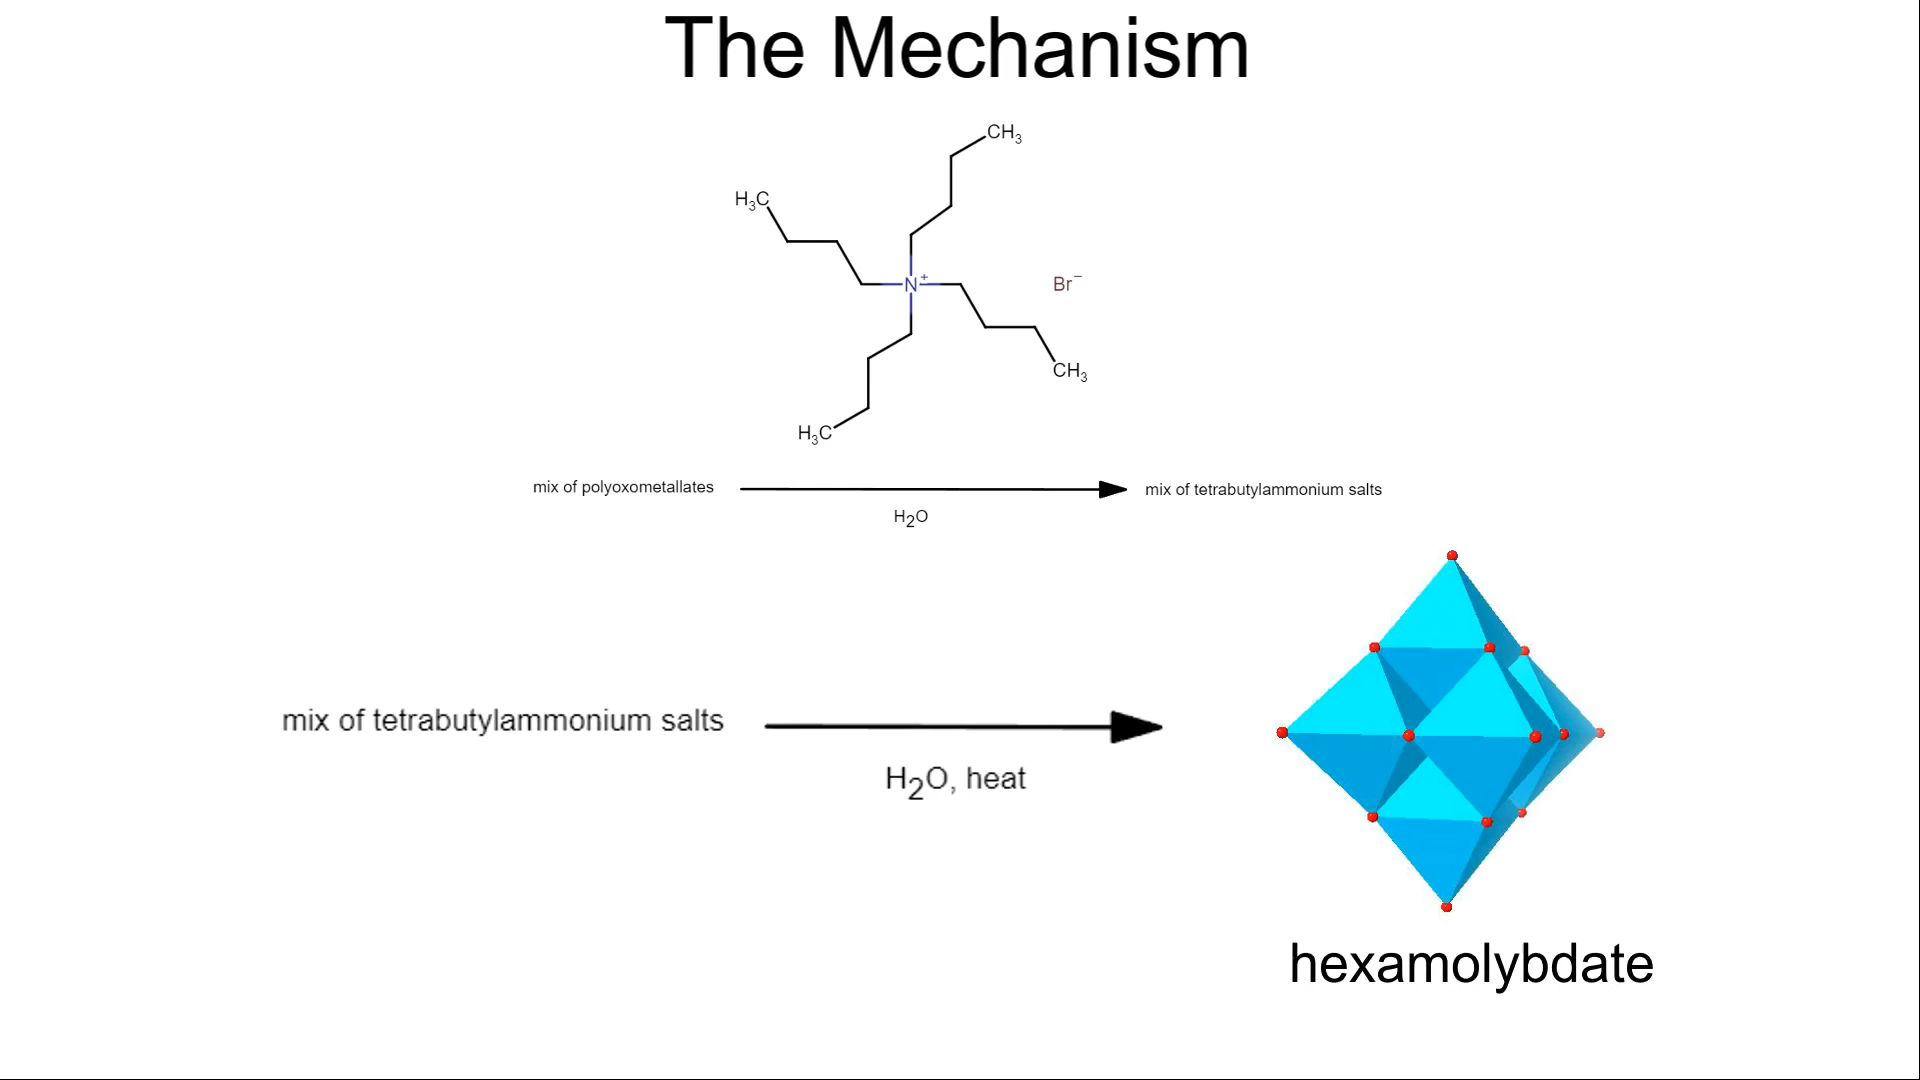 The Mechanism
CH₃
H₃C
N⁺
Br⁻
CH₃
H₃C
mix of polyoxometallates
mix of tetrabutylammonium salts
H₂O
mix of tetrabutylammonium salts
H₂O, heat
hexamolybdate